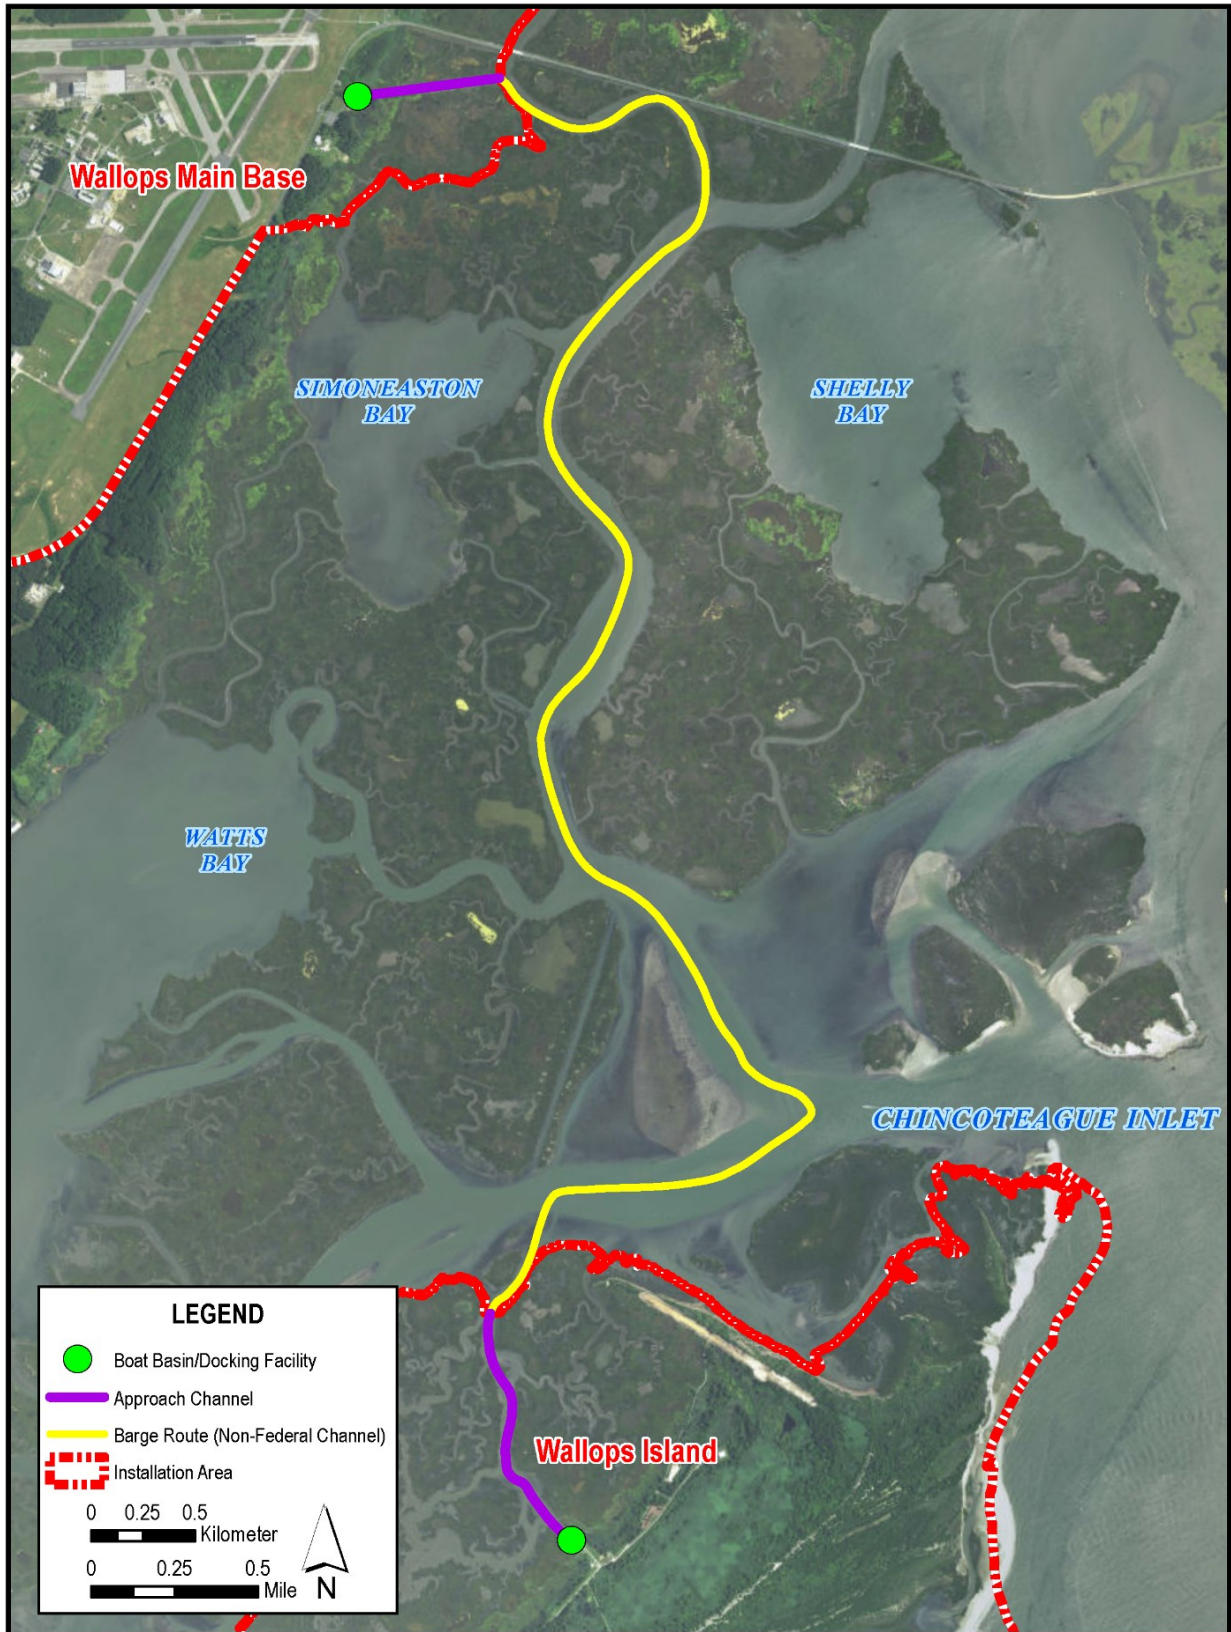 Wallops Main Base
SIMONEASTON
BAY
SHELLY
BAY
WATTS
BAY
CHINCOTEAGUE INLET
Wallops Island
LEGEND
Boat Basin/Docking Facility
Approach Channel
Barge Route (Non-Federal Channel)
Installation Area
0 0.25 0.5
Kilometer
0 0.25 0.5
Mile
N